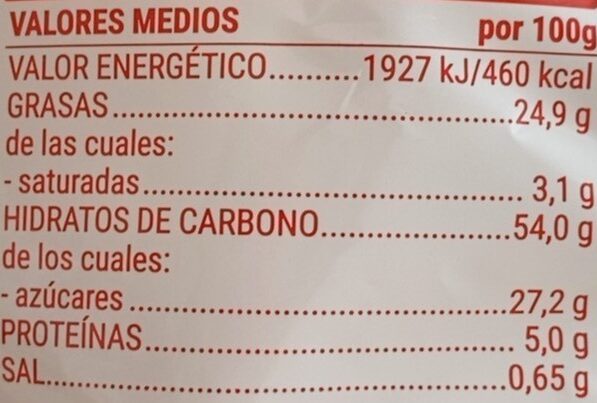 VALORES MEDIOS por 100g
VALOR ENERGÉTICO..........1927 kJ/460 kcal
GRASAS..................................................24,9 g
de las cuales:
- saturadas................................................ 3,1 g
HIDRATOS DE CARBONO........................54,0 g
de los cuales:
- azúcares ................................................27,2 g
PROTEÍNAS............................................... 5,0 g
SAL..........................................................0,65 g